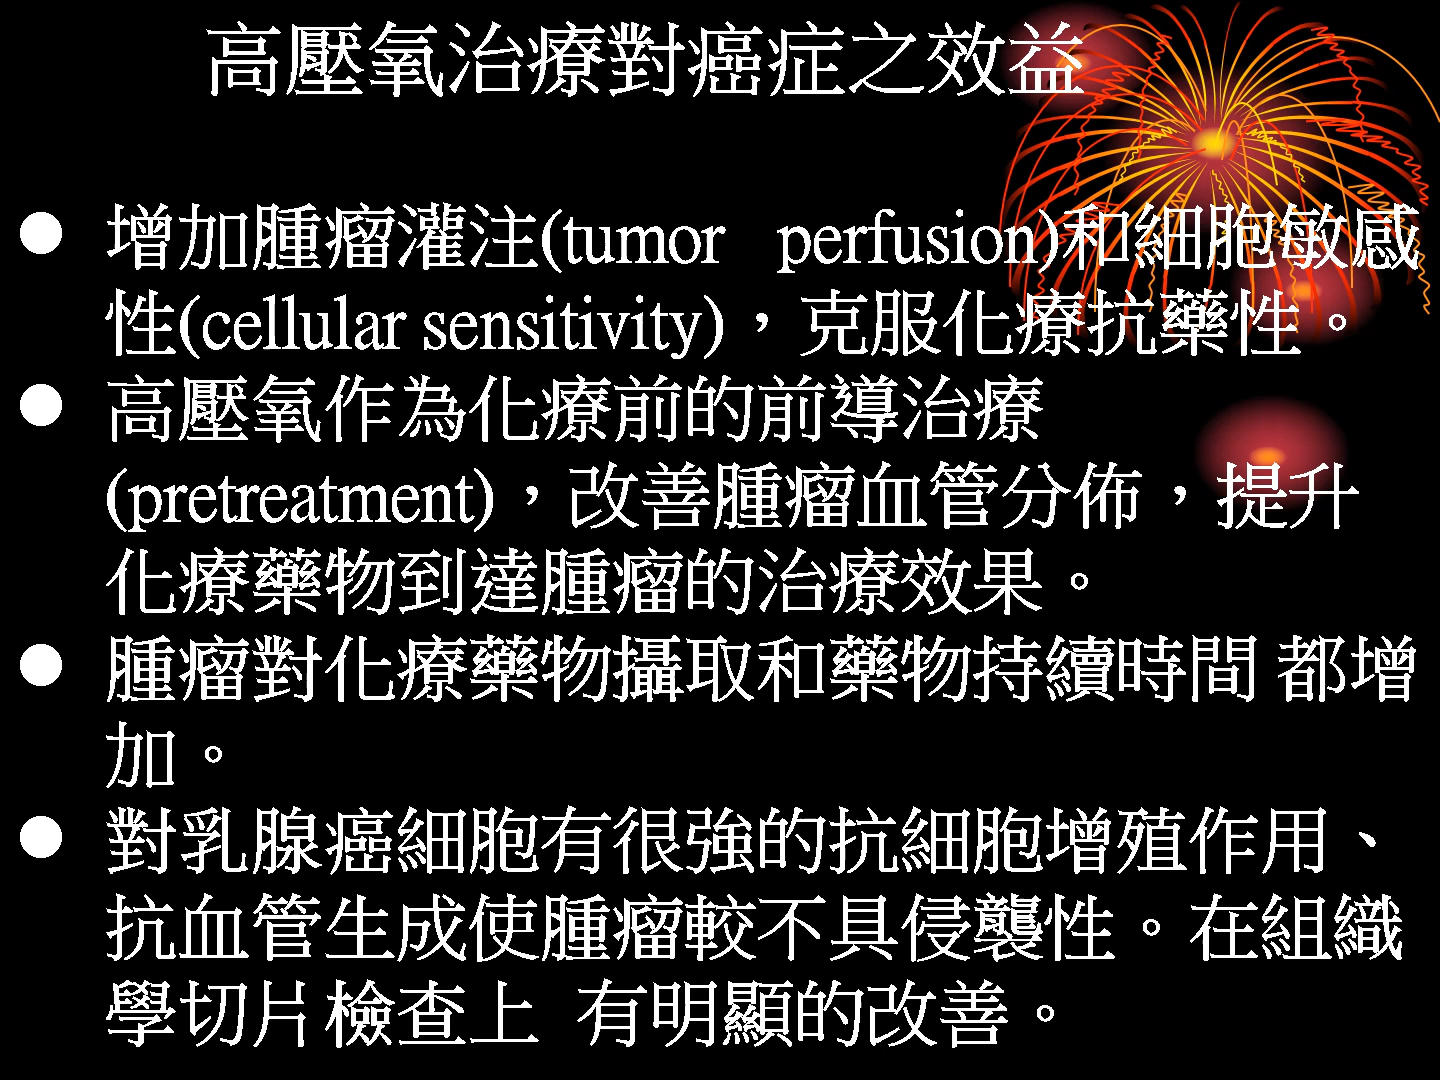 高壓氧治療對癌症之效益
● 增加腫瘤灌注(tumor perfusion)和細胞敏感
性(cellular sensitivity)，克服化療抗藥性。
● 高壓氧作為化療前的前導治療
(pretreatment)，改善腫瘤血管分佈，提升
化療藥物到達腫瘤的治療效果。
● 腫瘤對化療藥物攝取和藥物持續時間 都增
加。
● 對乳腺癌細胞有很強的抗細胞增殖作用、
抗血管生成使腫瘤較不具侵襲性。在組織
學切片檢查上 有明顯的改善。